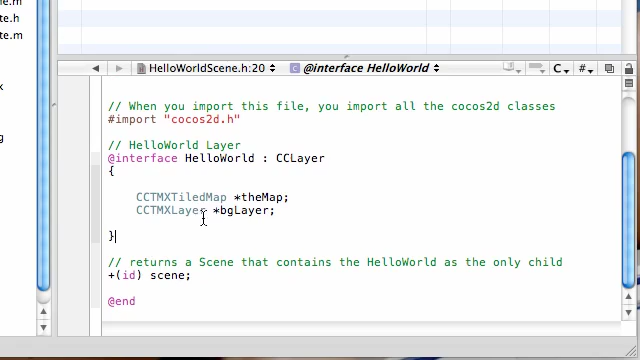 e.m
te.h
te.m
x
g
HelloWorldScene.h:20 C @interface HelloWorld C #
// When you import this file, you import all the cocos2d classes
#import "cocos2d.h"
// HelloWorld Layer
@interface HelloWorld : CCLayer
{
CCTMXTiledMap *theMap;
CCTMXLayer *bgLayer;
}
// returns a Scene that contains the HelloWorld as the only child
+(id) scene;
@end